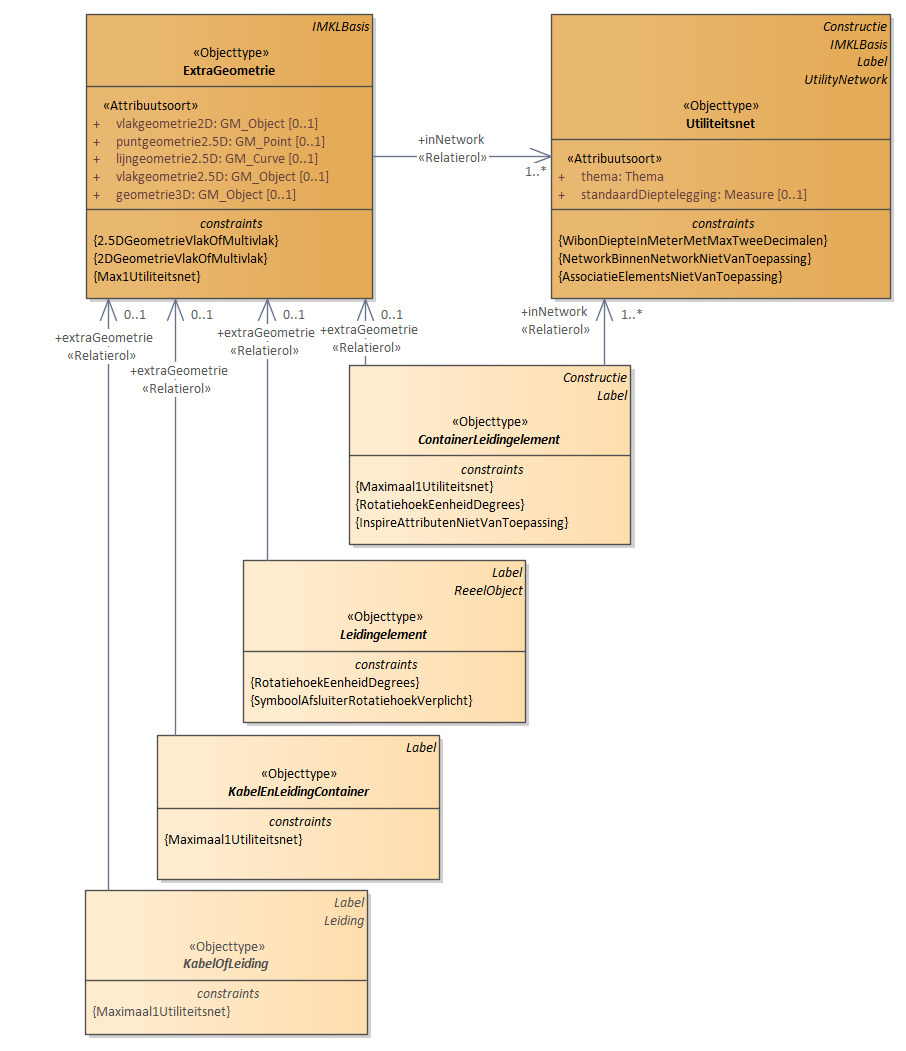 IMKLBasis
«Objecttype»
ExtraGeometrie
«Attribuutsoort»
+ vlakgeometrie2D: GM_Object [0..1]
+ puntgeometrie2.5D: GM_Point [0..1]
+ lijngeometrie2.5D: GM_Curve [0..1]
+ vlakgeometrie2.5D: GM_Object [0..1]
+ geometrie3D: GM_Object [0..1]
constraints
{2.5DGeometrieVlakOfMultivlak}
{2DGeometrieVlakOfMultivlak}
{Max1Utiliteitsnet}
+inNetwork
«Relatierol»
1..*
Constructie
IMKLBasis
Label
UtilityNetwork
«Objecttype»
Utiliteitsnet
«Attribuutsoort»
+ thema: Thema
+ standaardDieptelegging: Measure [0..1]
constraints
{WibonDiepteInMeterMetMaxTweeDecimalen}
{NetworkBinnenNetworkNietVanToepassing}
{AssociatieElementsNietVanToepassing}
0..1
+extraGeometrie
«Relatierol»
0..1
+extraGeometrie
«Relatierol»
0..1
+extraGeometrie
«Relatierol»
0..1
+extraGeometrie
«Relatierol»
+inNetwork
«Relatierol»
1..*
Constructie
Label
«Objecttype»
ContainerLeidingelement
constraints
{Maximaal1Utiliteitsnet}
{RotatiehoekEenheidDegrees}
{InspireAttributenNietVanToepassing}
Label
ReeelObject
«Objecttype»
Leidingelement
constraints
{RotatiehoekEenheidDegrees}
{SymboolAfsluiterRotatiehoekVerplicht}
Label
«Objecttype»
KabelEnLeidingContainer
constraints
{Maximaal1Utiliteitsnet}
Label
Leiding
«Objecttype»
KabelOfLeiding
constraints
{Maximaal1Utiliteitsnet}